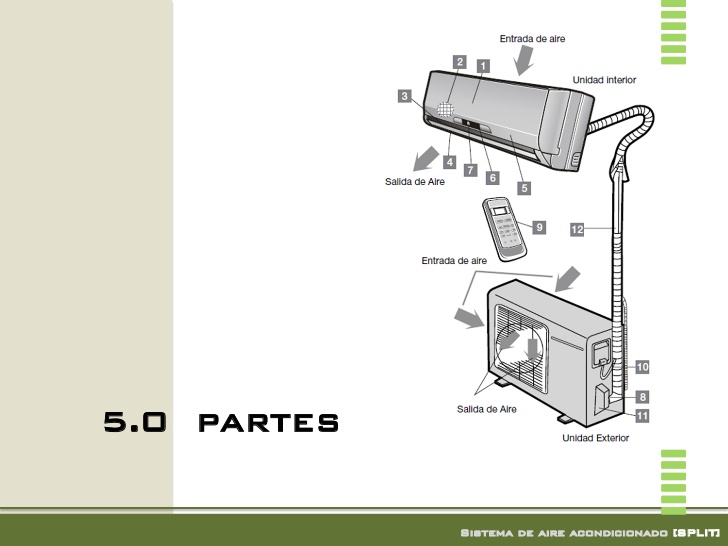 Entrada de aire
2
1
Unidad interior
3
4
7
6
5
Salida de Aire
9
12
Entrada de aire
10
8
11
Salida de Aire
Unidad Exterior
5.0 PARTES
SISTEMA DE AIRE ACONDICIONADO [SPLIT]